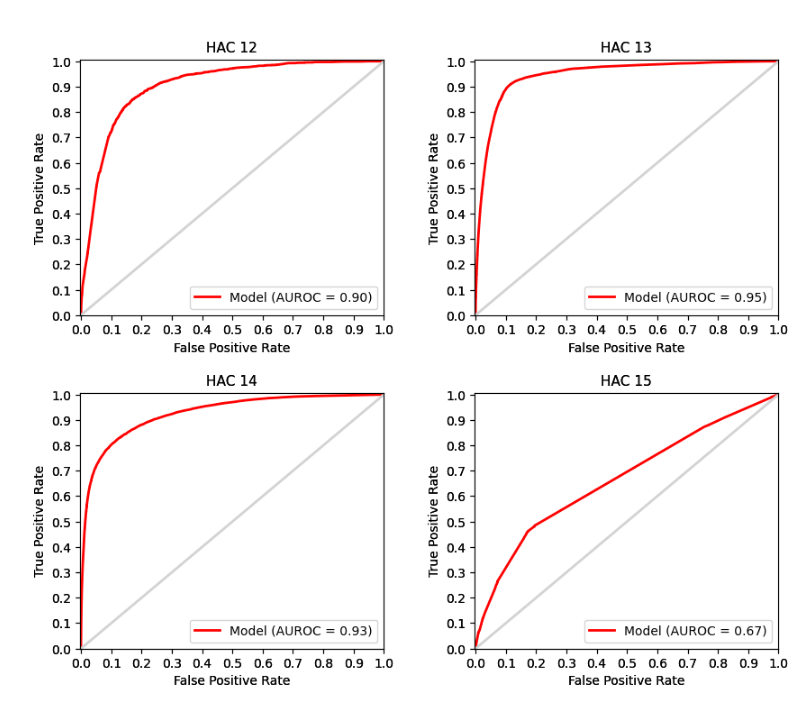 HAC 12
1.0
0.9
0.8
0.7
0.6
0.5
0.4
0.3
0.2
0.1
0.0
True Positive Rate
Model (AUROC = 0.90)
0.0 0.1 0.2 0.3 0.4 0.5 0.6 0.7 0.8 0.9 1.0
False Positive Rate
HAC 13
1.0
0.9
0.8
0.7
0.6
0.5
0.4
0.3
0.2
0.1
0.0
True Positive Rate
Model (AUROC = 0.95)
0.0 0.1 0.2 0.3 0.4 0.5 0.6 0.7 0.8 0.9 1.0
False Positive Rate
HAC 14
1.0
0.9
0.8
0.7
0.6
0.5
0.4
0.3
0.2
0.1
0.0
True Positive Rate
Model (AUROC = 0.93)
0.0 0.1 0.2 0.3 0.4 0.5 0.6 0.7 0.8 0.9 1.0
False Positive Rate
HAC 15
1.0
0.9
0.8
0.7
0.6
0.5
0.4
0.3
0.2
0.1
0.0
True Positive Rate
Model (AUROC = 0.67)
0.0 0.1 0.2 0.3 0.4 0.5 0.6 0.7 0.8 0.9 1.0
False Positive Rate